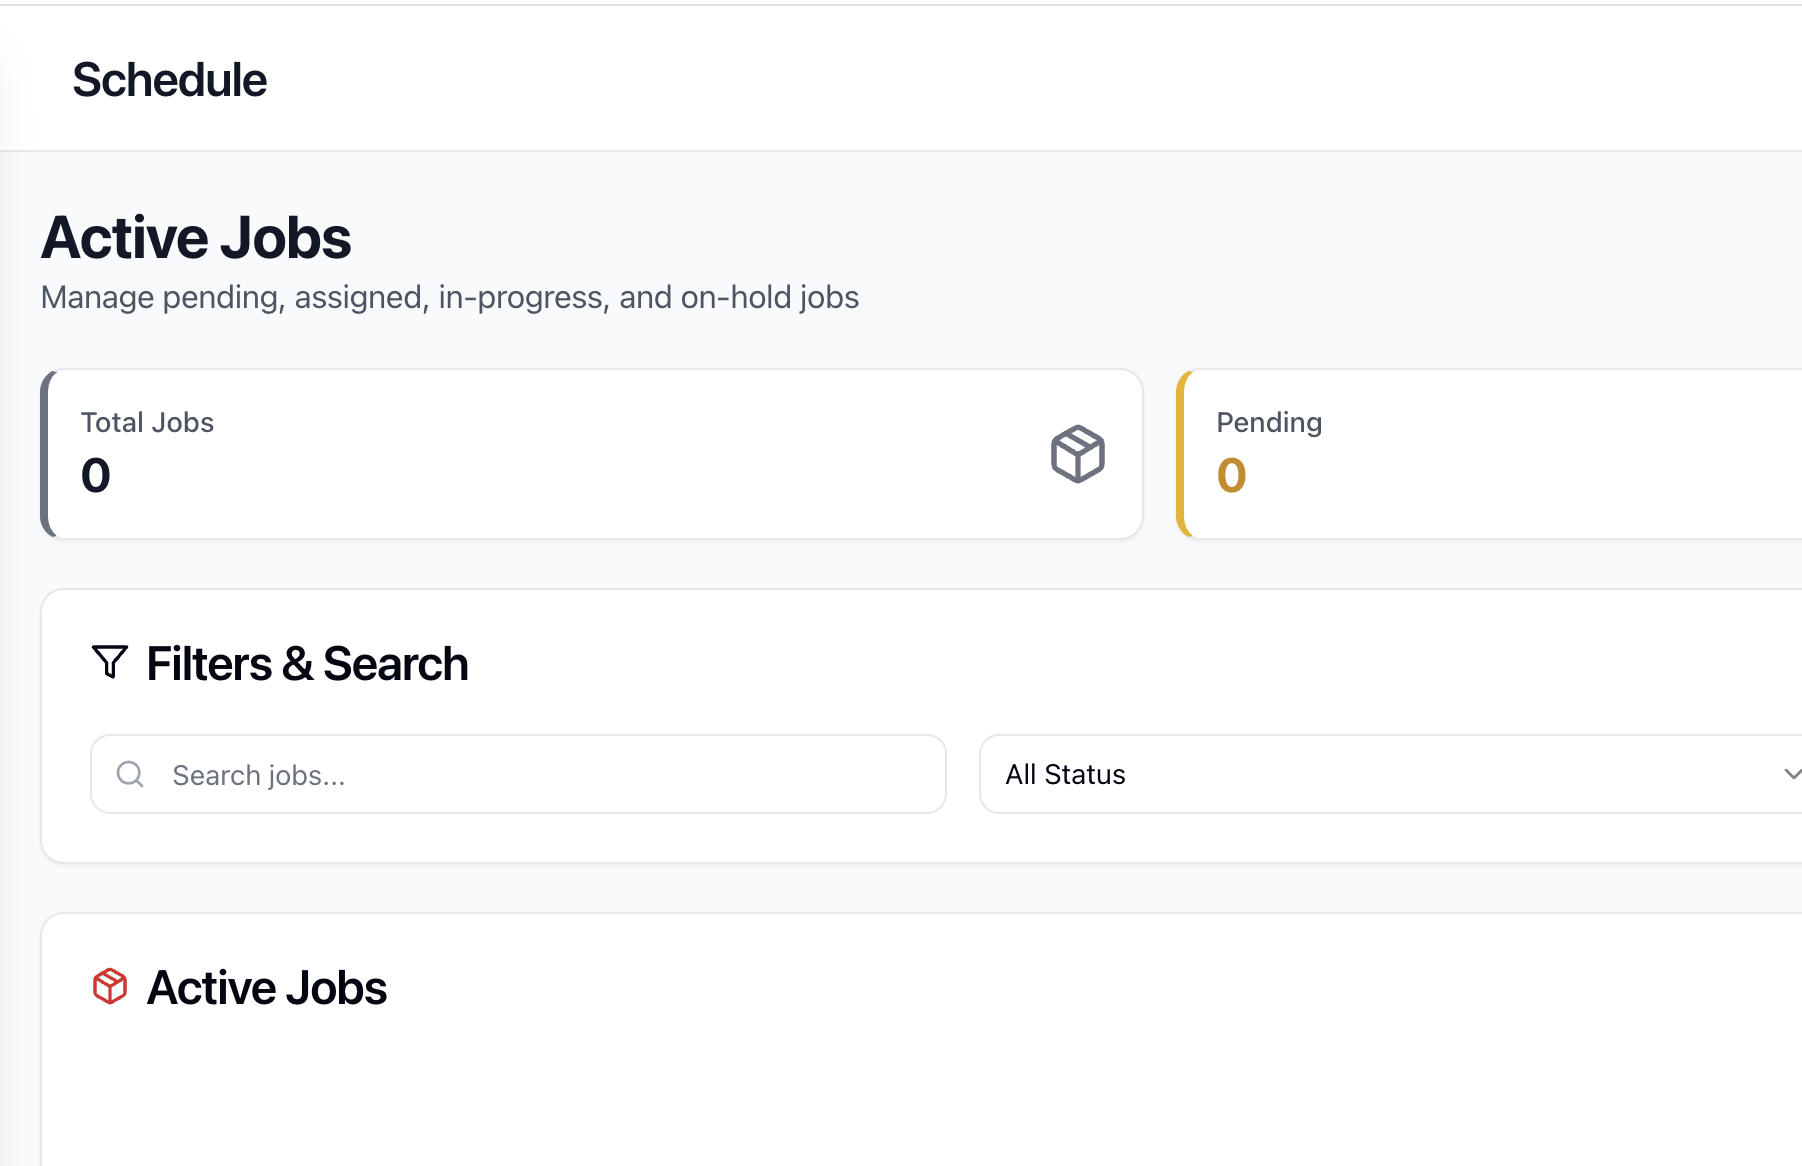 Schedule
Active Jobs
Manage pending, assigned, in-progress, and on-hold jobs
Total Jobs
0
Pending
0
Filters & Search
Search jobs...
All Status
Active Jobs